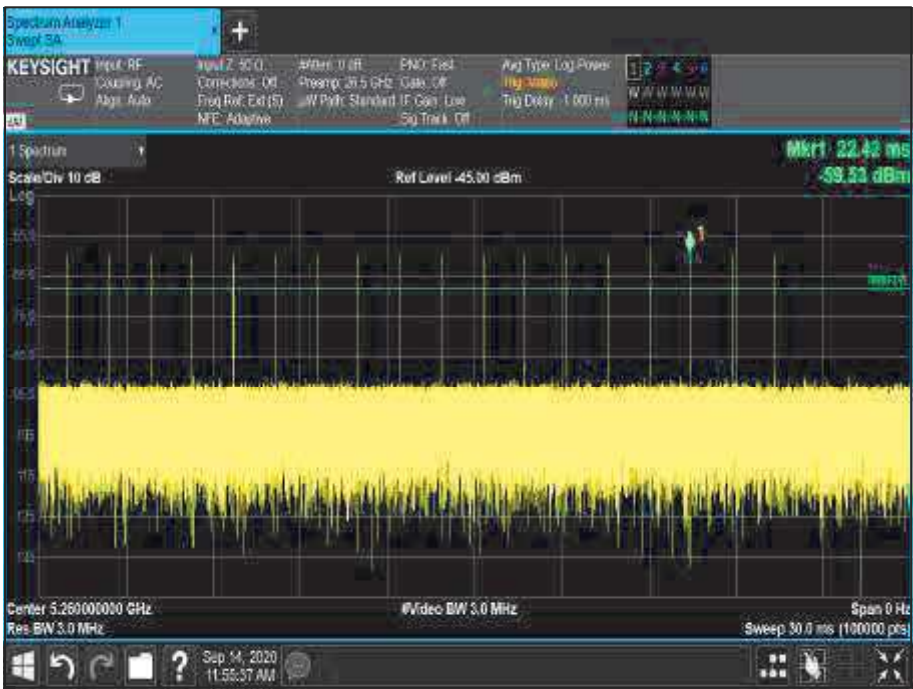 Spectrum Analyzer 1
Swept SA
+
KEYSIGHT
Input: RF
Coupling: AC
Align: Auto
Input Z: 50 Ω
Corrections: Off
Freq Ref: Ext (S)
NFE: Adaptive
#Atten: 0 dB
Preamp: 26.5 GHz
µW Path: Standard
PNO: Fast
Gate: Off
IF Gain: Low
Sig Track: Off
Avg Type: Log-Power
Trig: Video
Trig Delay: -1.000 ms
1 2 3 4 5 6
W W W W W W
N N N N N N
1 Spectrum
Mkr1 22.42 ms
-59.53 dBm
Scale/Div 10 dB
Ref Level -45.00 dBm
Log
1
Center 5.260000000 GHz
Res BW 3.0 MHz
#Video BW 3.0 MHz
Span 0 Hz
Sweep 30.0 ms (100000 pts)
?
Sep 14, 2020
11:55:37 AM